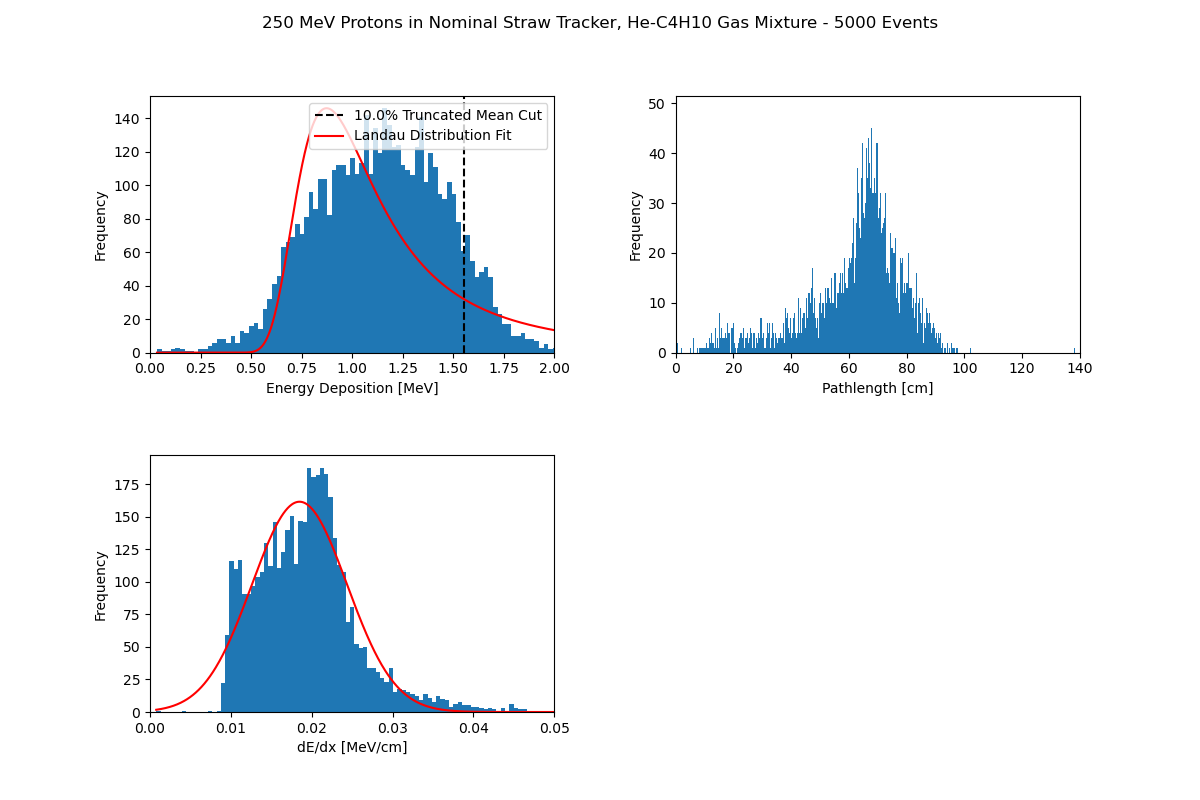 250 MeV Protons in Nominal Straw Tracker, He-C4H10 Gas Mixture - 5000 Events
10.0% Truncated Mean Cut
Landau Distribution Fit
140
120
100
80
60
40
20
0
Frequency
0.00 0.25 0.50 0.75 1.00 1.25 1.50 1.75 2.00
Energy Deposition [MeV]
50
40
30
20
10
0
Frequency
0 20 40 60 80 100 120 140
Pathlength [cm]
175
150
125
100
75
50
25
0
Frequency
0.00 0.01 0.02 0.03 0.04 0.05
dE/dx [MeV/cm]